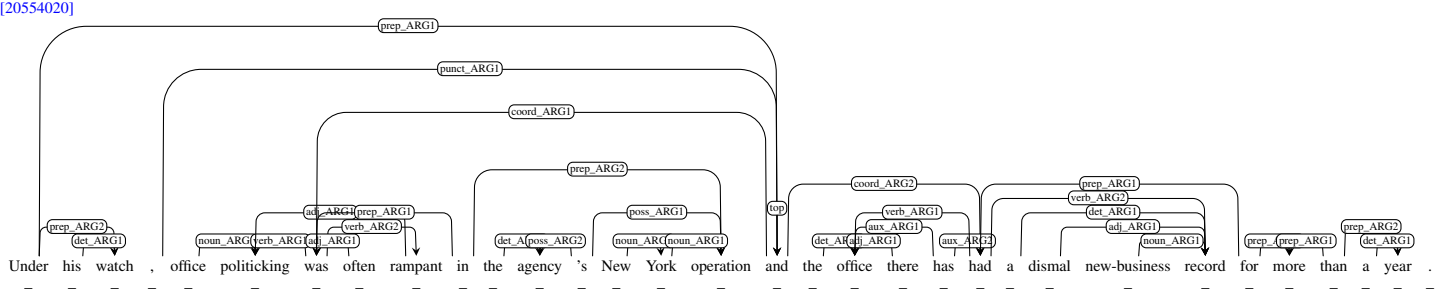 [20554020]
prep_ARG1
punct_ARG1
coord_ARG1
prep_ARG2
coord_ARG2 prep_ARG1
verb_ARG2
top
prep_ARG1 poss_ARG1 verb_ARG1 det_ARG1
prep_ARG2 verb_ARG2 aux_ARG1 adj_ARG1 prep_ARG2
det_ARG1 adj_ARG1 poss_ARG2 noun_ARG1 adj_ARG1 aux_ARG2 noun_ARG1 prep_ARG1 det_ARG1
Under his watch , office politicking was often rampant in the agency 's New York operation and the office there has had a dismal new-business record for more than a year .
_ _ _ _ _ _ _ _ _ _ _ _ _ _ _ _ _ _ _ _ _ _ _ _ _ _ _ _ _ _ _ _